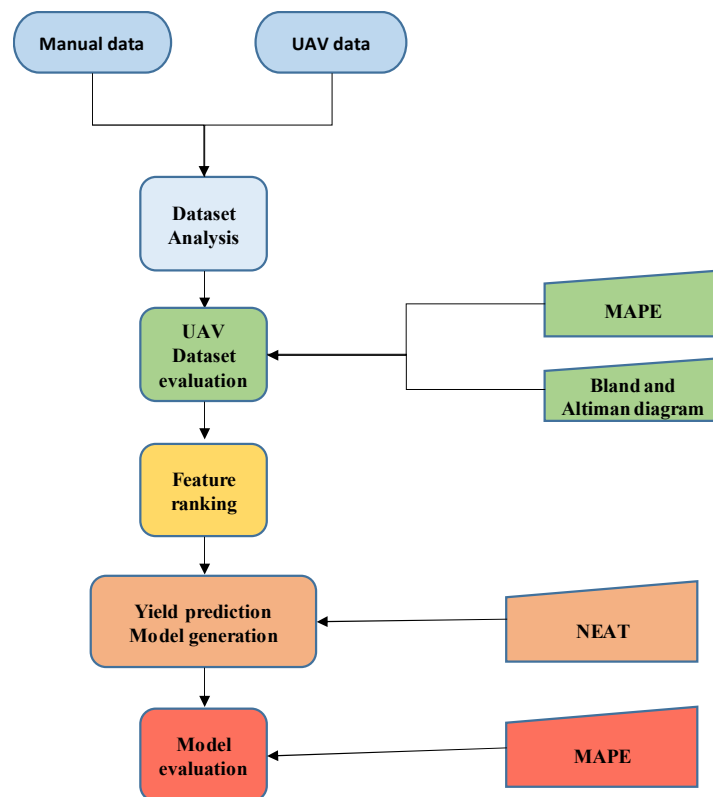 Manual data
UAV data
Dataset
Analysis
UAV
Dataset
evaluation
MAPE
Bland and
Altiman diagram
Feature
ranking
Yield prediction
Model generation
NEAT
Model
evaluation
MAPE